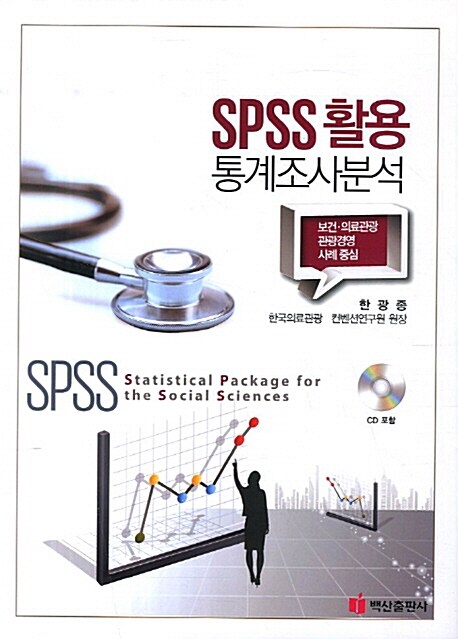 SPSS 활용
통계조사분석
보건·의료관광
관광경영
사례 중심
한 광 종
한국의료관광 컨벤션연구원 원장
SPSS Statistical Package for
the Social Sciences
CD 포함
백산출판사